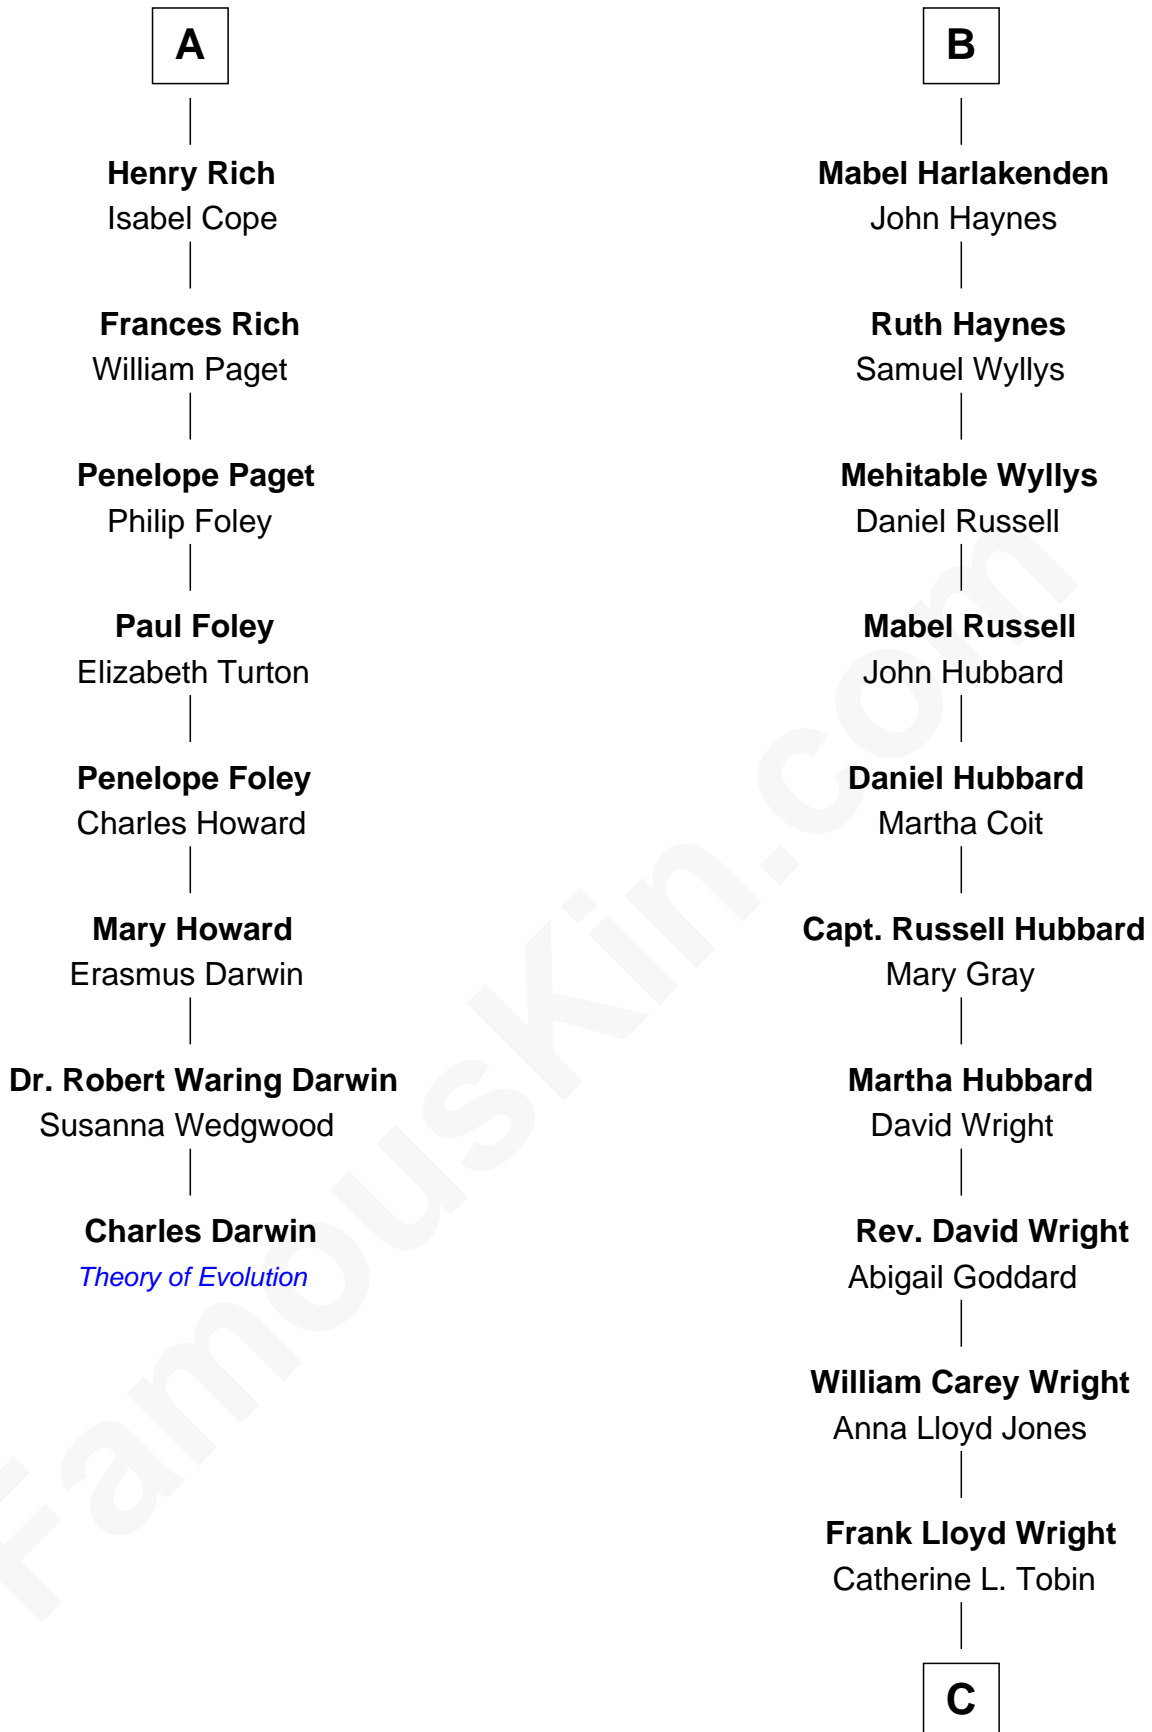 A
Henry Rich
Isabel Cope
Frances Rich
William Paget
Penelope Paget
Philip Foley
Paul Foley
Elizabeth Turton
Penelope Foley
Charles Howard
Mary Howard
Erasmus Darwin
Dr. Robert Waring Darwin
Susanna Wedgwood
Charles Darwin
Theory of Evolution
B
Mabel Harlakenden
John Haynes
Ruth Haynes
Samuel Wyllys
Mehitable Wyllys
Daniel Russell
Mabel Russell
John Hubbard
Daniel Hubbard
Martha Coit
Capt. Russell Hubbard
Mary Gray
Martha Hubbard
David Wright
Rev. David Wright
Abigail Goddard
William Carey Wright
Anna Lloyd Jones
Frank Lloyd Wright
Catherine L. Tobin
C
FamousKin.com